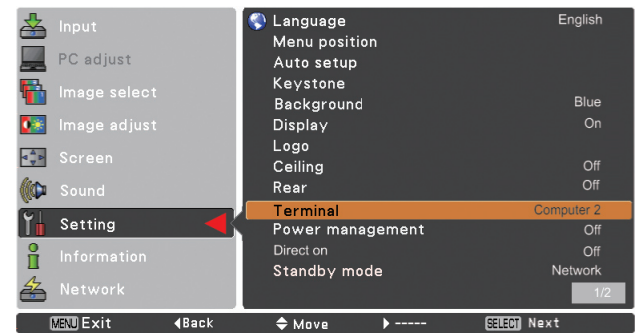 Input
PC adjust
Image select
Image adjust
Screen
Sound
Setting
Information
Network
Language English
Menu position
Auto setup
Keystone
Background Blue
Display On
Logo
Ceiling Off
Rear Off
Terminal Computer 2
Power management Off
Direct on Off
Standby mode Network
1/2
MENU Exit Back Move ----- SELECT Next